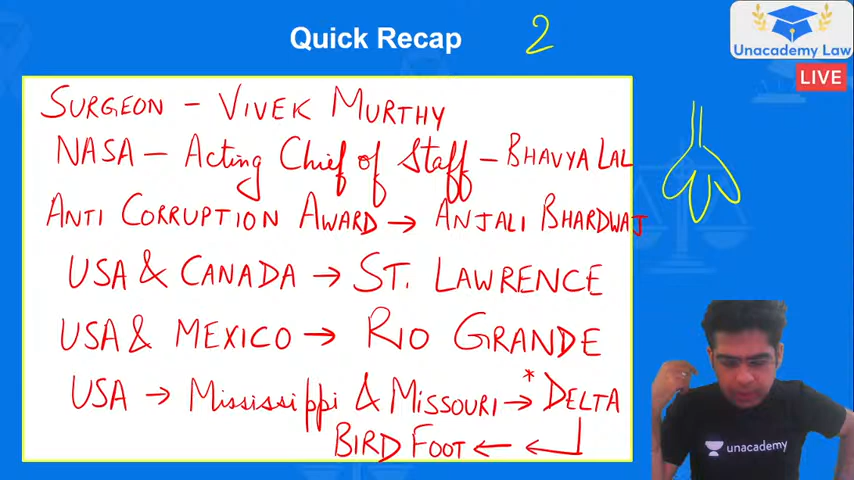 Quick Recap 2
Unacademy Law
LIVE
SURGEON - VIVEK MURTHY
NASA - Acting Chief of Staff - BHAVYA LAL
ANTI CORRUPTION AWARD → ANJALI BHARDWAJ
USA & CANADA → ST. LAWRENCE
USA & MEXICO → RIO GRANDE
USA → Mississippi & MISSOURI → * DELTA
BIRD FOOT ← ←
unacademy